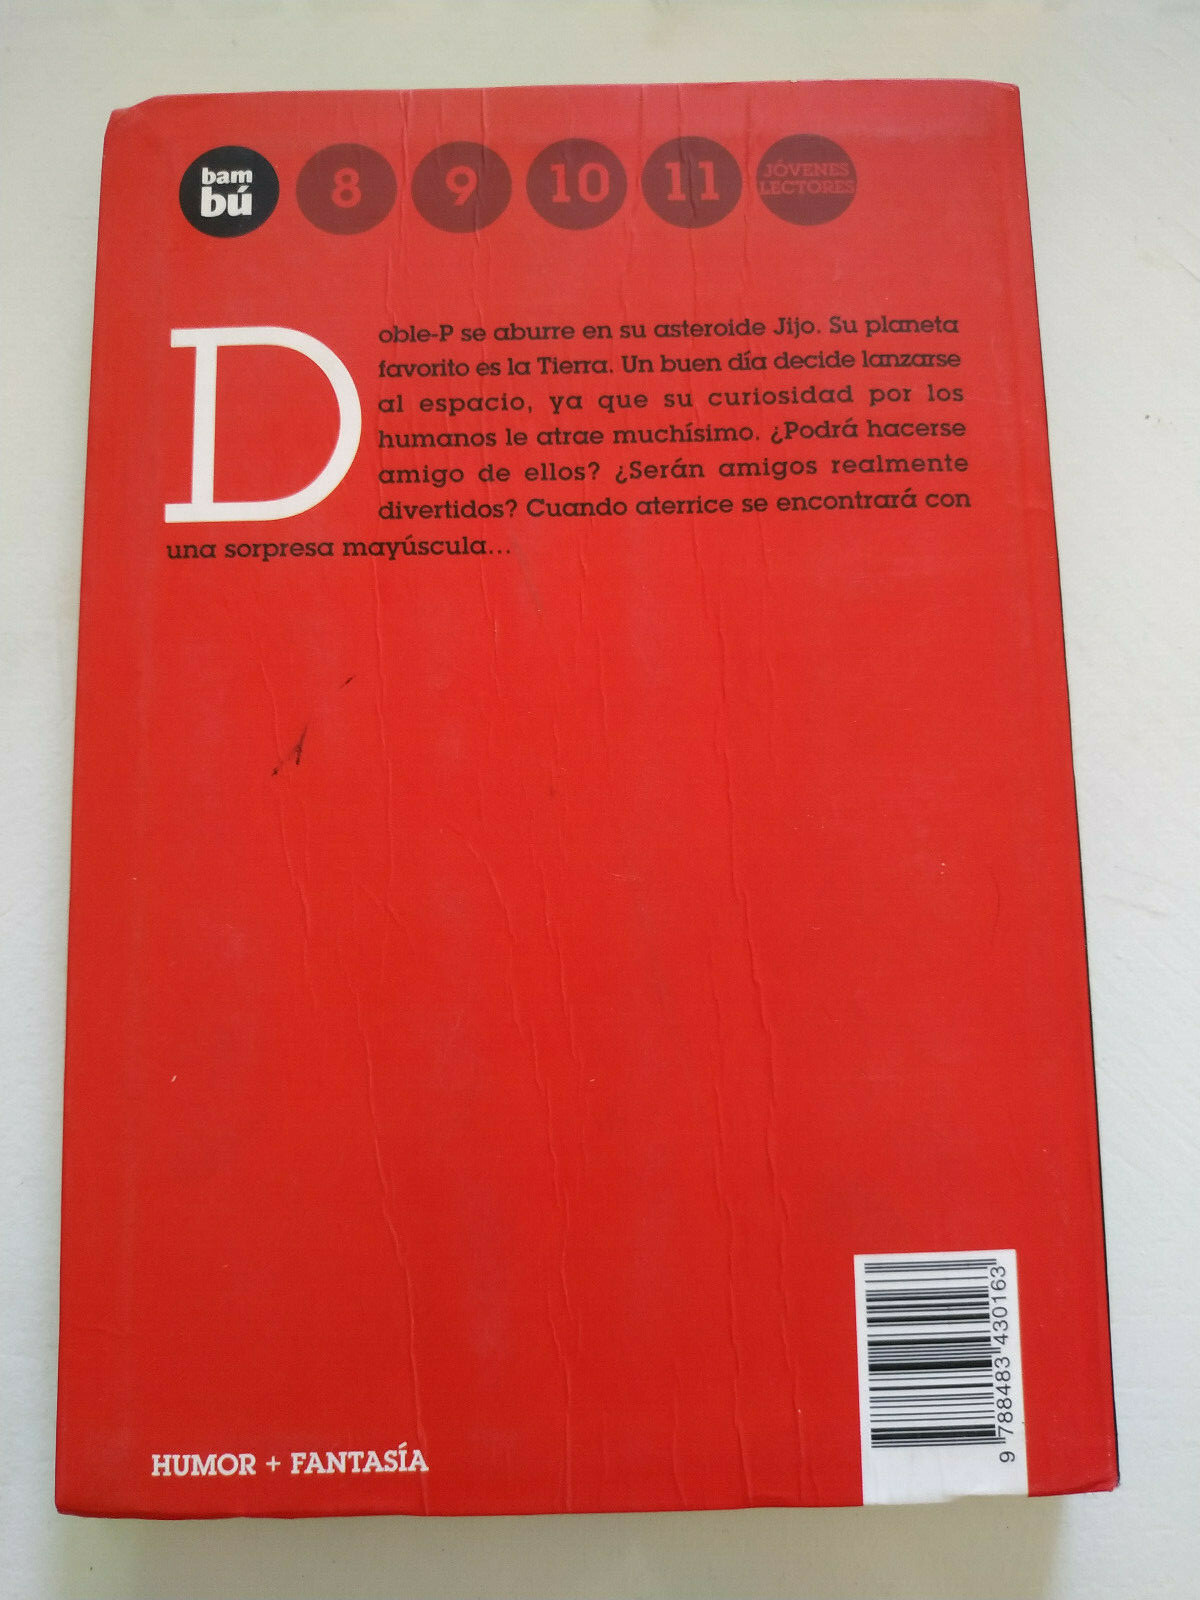 bam
bú
8
9
10
11
JÓVENES
LECTORES
Doble-P se aburre en su asteroide Jijo. Su planeta
favorito es la Tierra. Un buen día decide lanzarse
al espacio, ya que su curiosidad por los
humanos le atrae muchísimo. ¿Podrá hacerse
amigo de ellos? ¿Serán amigos realmente
divertidos? Cuando aterrice se encontrará con
una sorpresa mayúscula...
9 788483 430163
HUMOR + FANTASÍA